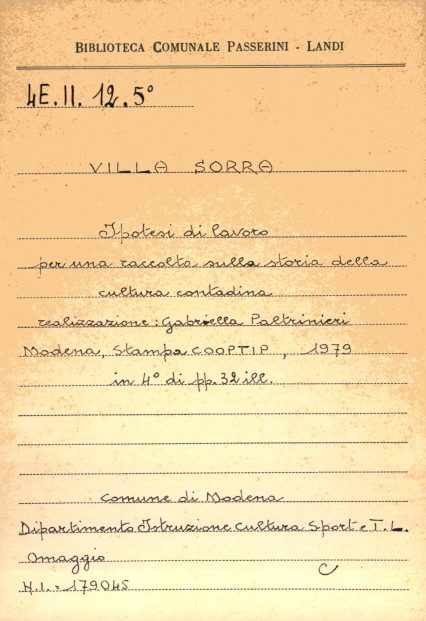 BIBLIOTECA COMUNALE PASSERINI - LANDI
4E. II. 12. 5°
VILLA SORRA
Ipotesi di lavoro
per una raccolta sulla storia della
cultura contadina
realizzazione: Gabriella Paltrinieri
Modena, Stampa COOPTIP, 1979
in 4° di pp. 32 ill.
Comune di Modena
Dipartimento Istruzione Cultura Sport e T. L.
Omaggio
C
N.I. = 179045